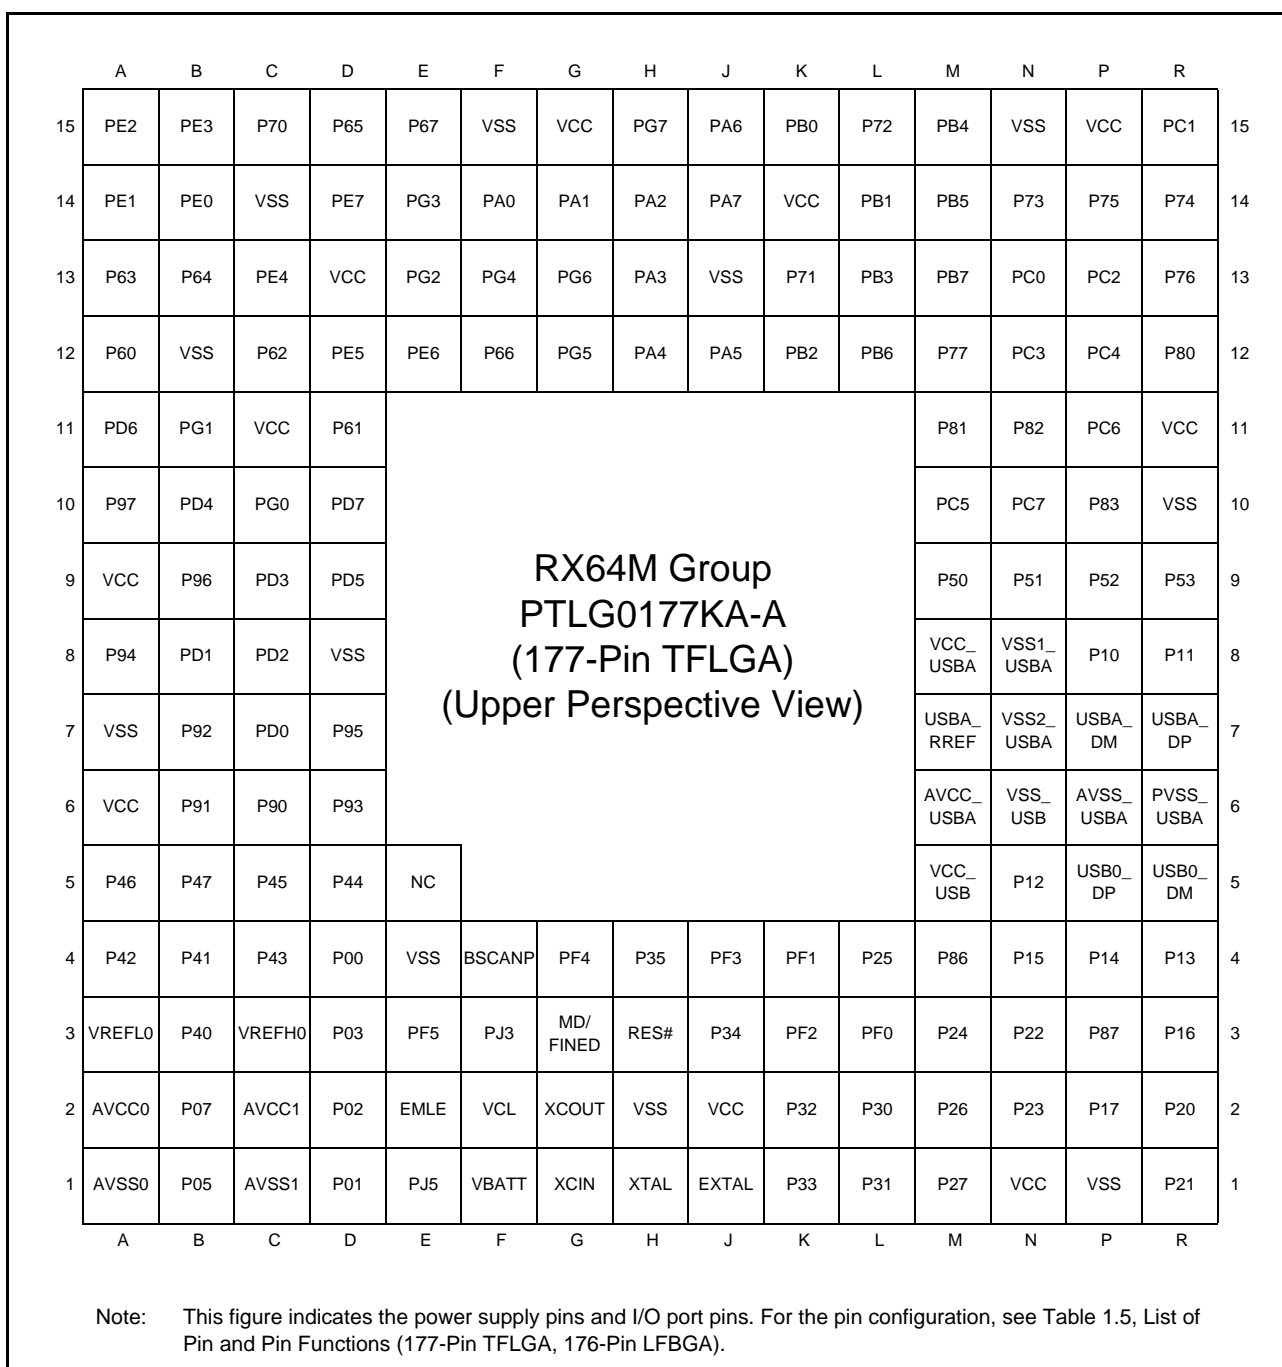 A B C D E F G H J K L M N P R
15 PE2 PE3 P70 P65 P67 VSS VCC PG7 PA6 PB0 P72 PB4 VSS VCC PC1 15
14 PE1 PE0 VSS PE7 PG3 PA0 PA1 PA2 PA7 VCC PB1 PB5 P73 P75 P74 14
13 P63 P64 PE4 VCC PG2 PG4 PG6 PA3 VSS P71 PB3 PB7 PC0 PC2 P76 13
12 P60 VSS P62 PE5 PE6 P66 PG5 PA4 PA5 PB2 PB6 P77 PC3 PC4 P80 12
11 PD6 PG1 VCC P61 P81 P82 PC6 VCC 11
10 P97 PD4 PG0 PD7 PC5 PC7 P83 VSS 10
9 VCC P96 PD3 PD5 P50 P51 P52 P53 9
RX64M Group
PTLG0177KA-A
(177-Pin TFLGA)
(Upper Perspective View)
8 P94 PD1 PD2 VSS VCC_ VSS1_ P10 P11 8
USBA USBA
7 VSS P92 PD0 P95 USBA_ VSS2_ USBA_ USBA_ 7
RREF USBA DM DP
6 VCC P91 P90 P93 AVCC_ VSS_ AVSS_ PVSS_ 6
USBA USB USBA USBA
5 P46 P47 P45 P44 NC VCC_ P12 USB0_ USB0_ 5
USB DP DM
4 P42 P41 P43 P00 VSS BSCANP PF4 P35 PF3 PF1 P25 P86 P15 P14 P13 4
3 VREFL0 P40 VREFH0 P03 PF5 PJ3 MD/ RES# P34 PF2 PF0 P24 P22 P87 P16 3
FINED
2 AVCC0 P07 AVCC1 P02 EMLE VCL XCOUT VSS VCC P32 P30 P26 P23 P17 P20 2
1 AVSS0 P05 AVSS1 P01 PJ5 VBATT XCIN XTAL EXTAL P33 P31 P27 VCC VSS P21 1
A B C D E F G H J K L M N P R
Note: This figure indicates the power supply pins and I/O port pins. For the pin configuration, see Table 1.5, List of
Pin and Pin Functions (177-Pin TFLGA, 176-Pin LFBGA).